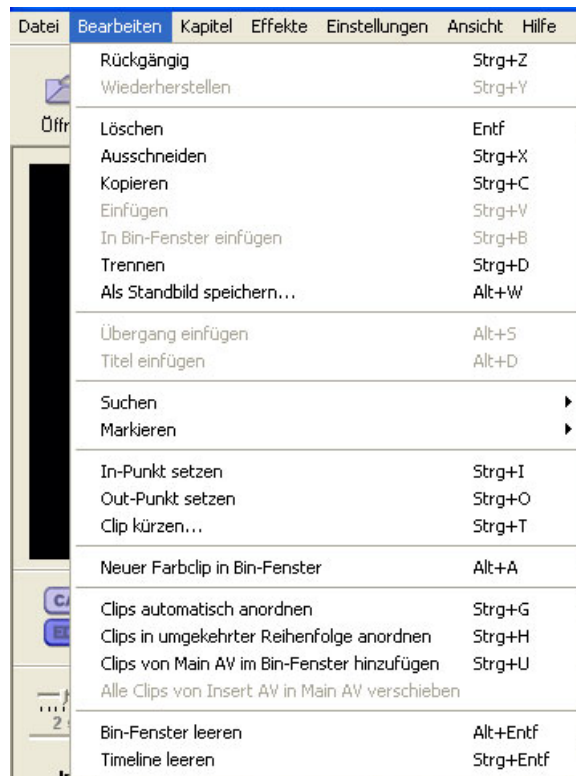 Datei Bearbeiten Kapitel Effekte Einstellungen Ansicht Hilfe
Rückgängig Strg+Z
Wiederherstellen Strg+Y
Löschen Entf
Ausschneiden Strg+X
Kopieren Strg+C
Einfügen Strg+V
In Bin-Fenster einfügen Strg+B
Trennen Strg+D
Als Standbild speichern... Alt+W
Übergang einfügen Alt+S
Titel einfügen Alt+D
Suchen
Markieren
In-Punkt setzen Strg+I
Out-Punkt setzen Strg+O
Clip kürzen... Strg+T
Neuer Farbclip in Bin-Fenster Alt+A
Clips automatisch anordnen Strg+G
Clips in umgekehrter Reihenfolge anordnen Strg+H
Clips von Main AV im Bin-Fenster hinzufügen Strg+U
Alle Clips von Insert AV in Main AV verschieben
Bin-Fenster leeren Alt+Entf
Timeline leeren Strg+Entf